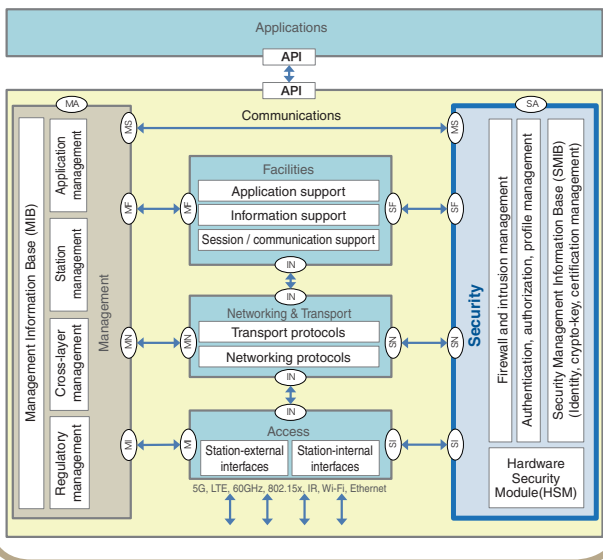 Applications
API
API
Communications
MA
SA
MS
MS
Management Information Base (MIB)
Application
management
Station
management
Cross-layer
management
Regulatory
management
Management
MF
MF
MN
MN
MI
MI
Facilities
Application support
Information support
Session / communication support
IN
IN
Networking & Transport
Transport protocols
Networking protocols
IN
IN
Access
Station-external
interfaces
Station-internal
interfaces
5G, LTE, 60GHz, 802.15x, IR, Wi-Fi, Ethernet
SF
SF
SN
SN
SI
SI
Security
Firewall and intrusion management
Authentication, authorization, profile management
Security Management Information Base (SMIB)
(Identity, crypto-key, certification management)
Hardware
Security
Module(HSM)